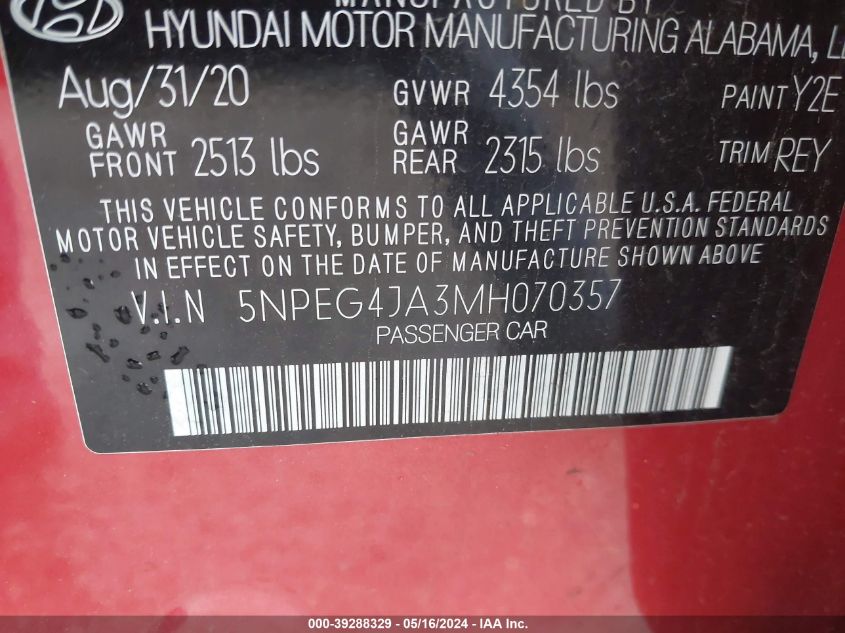 MANUFACTURED BY
HYUNDAI MOTOR MANUFACTURING ALABAMA,
Aug/31/20 GVWR 4354 lbs PAINT Y2E
GAWR FRONT 2513 lbs GAWR REAR 2315 lbs TRIM REY
THIS VEHICLE CONFORMS TO ALL APPLICABLE U.S.A. FEDERAL
MOTOR VEHICLE SAFETY, BUMPER, AND THEFT PREVENTION STANDARDS
IN EFFECT ON THE DATE OF MANUFACTURE SHOWN ABOVE
V.I.N 5NPEG4JA3MH070357
PASSENGER CAR
000-39288329 - 05/16/2024 - IAA Inc.